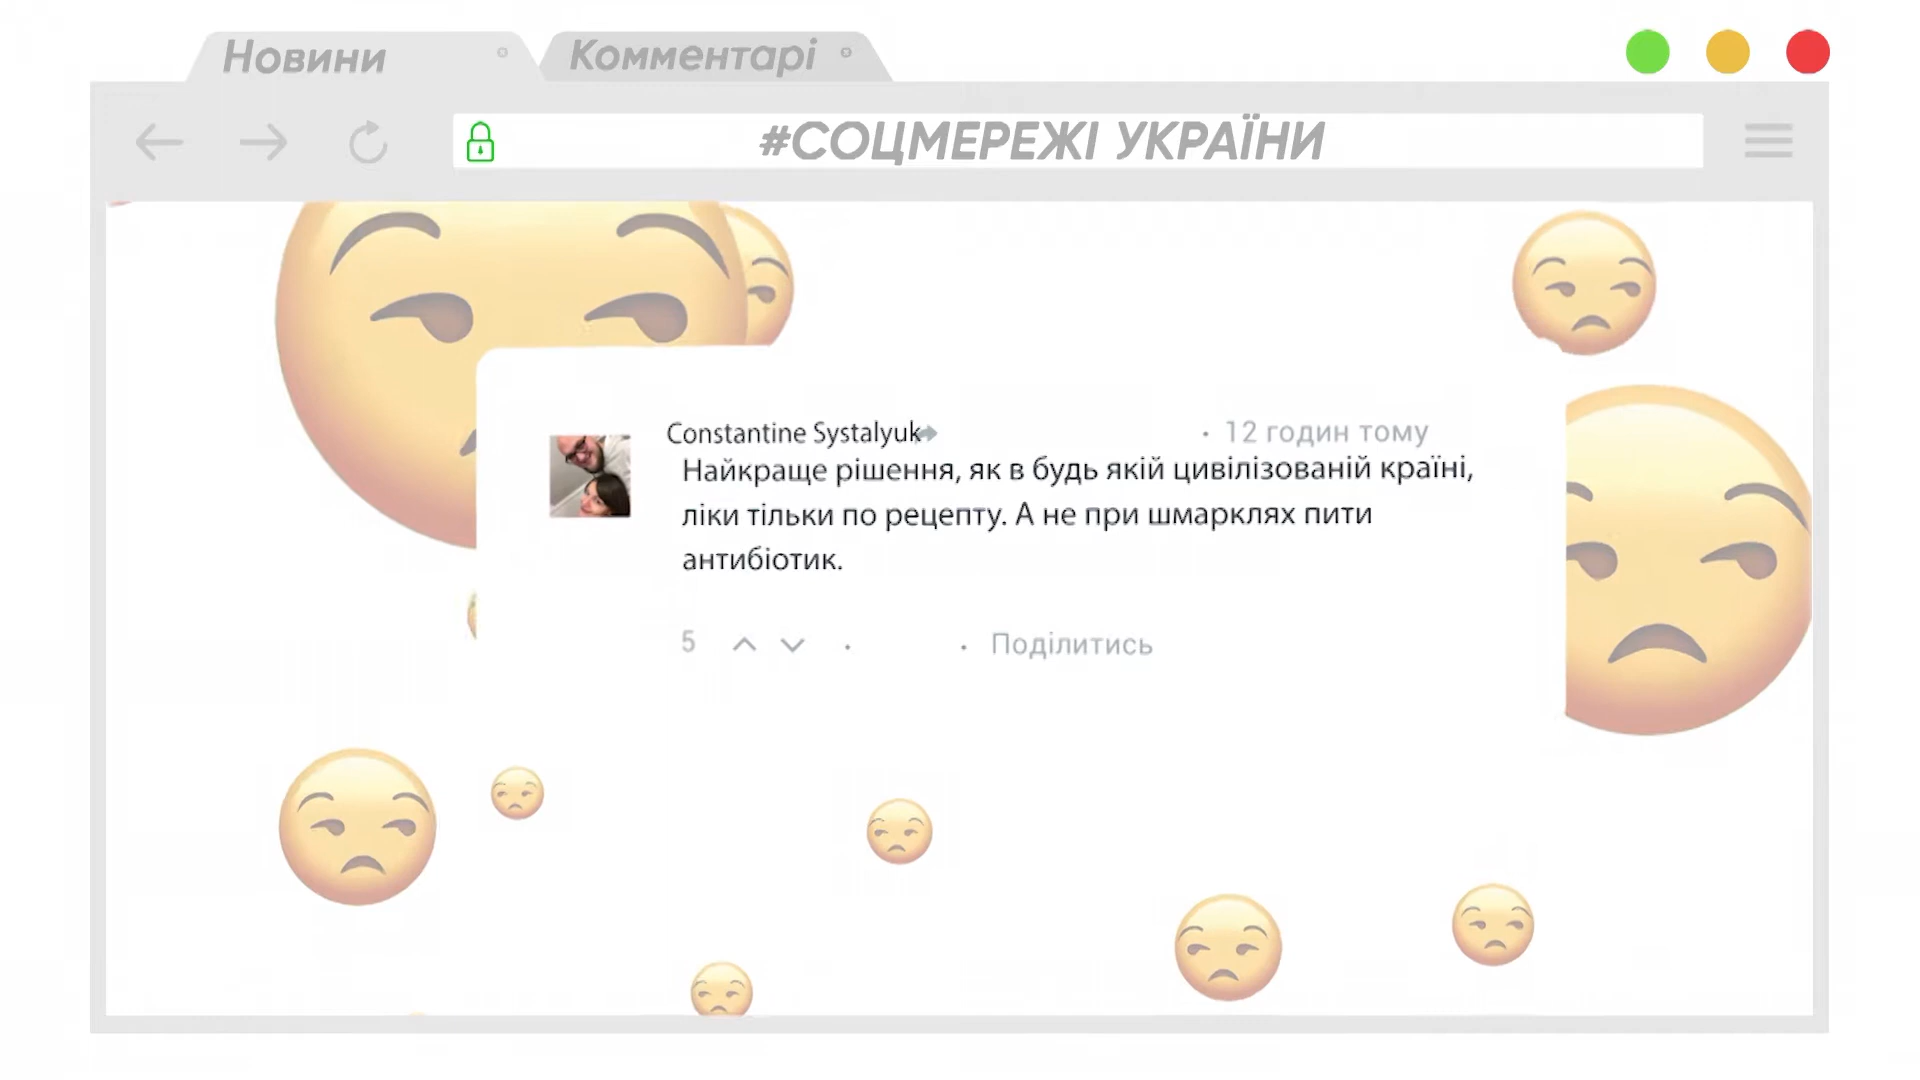 Новини
Комментарі
#СОЦМЕРЕЖІ УКРАЇНИ
Constantine Systalyuk
· 12 годин тому
Найкраще рішення, як в будь якій цивілізованій країні,
ліки тільки по рецепту. А не при шмарклях пити
антибіотик.
5 · · Поділитись